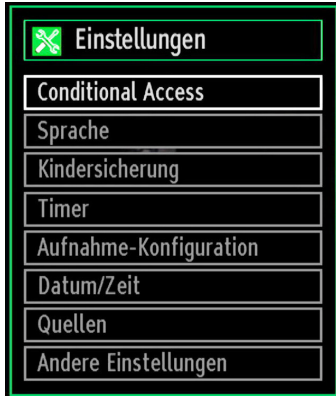 Einstellungen
Conditional Access
Sprache
Kindersicherung
Timer
Aufnahme-Konfiguration
Datum/Zeit
Quellen
Andere Einstellungen